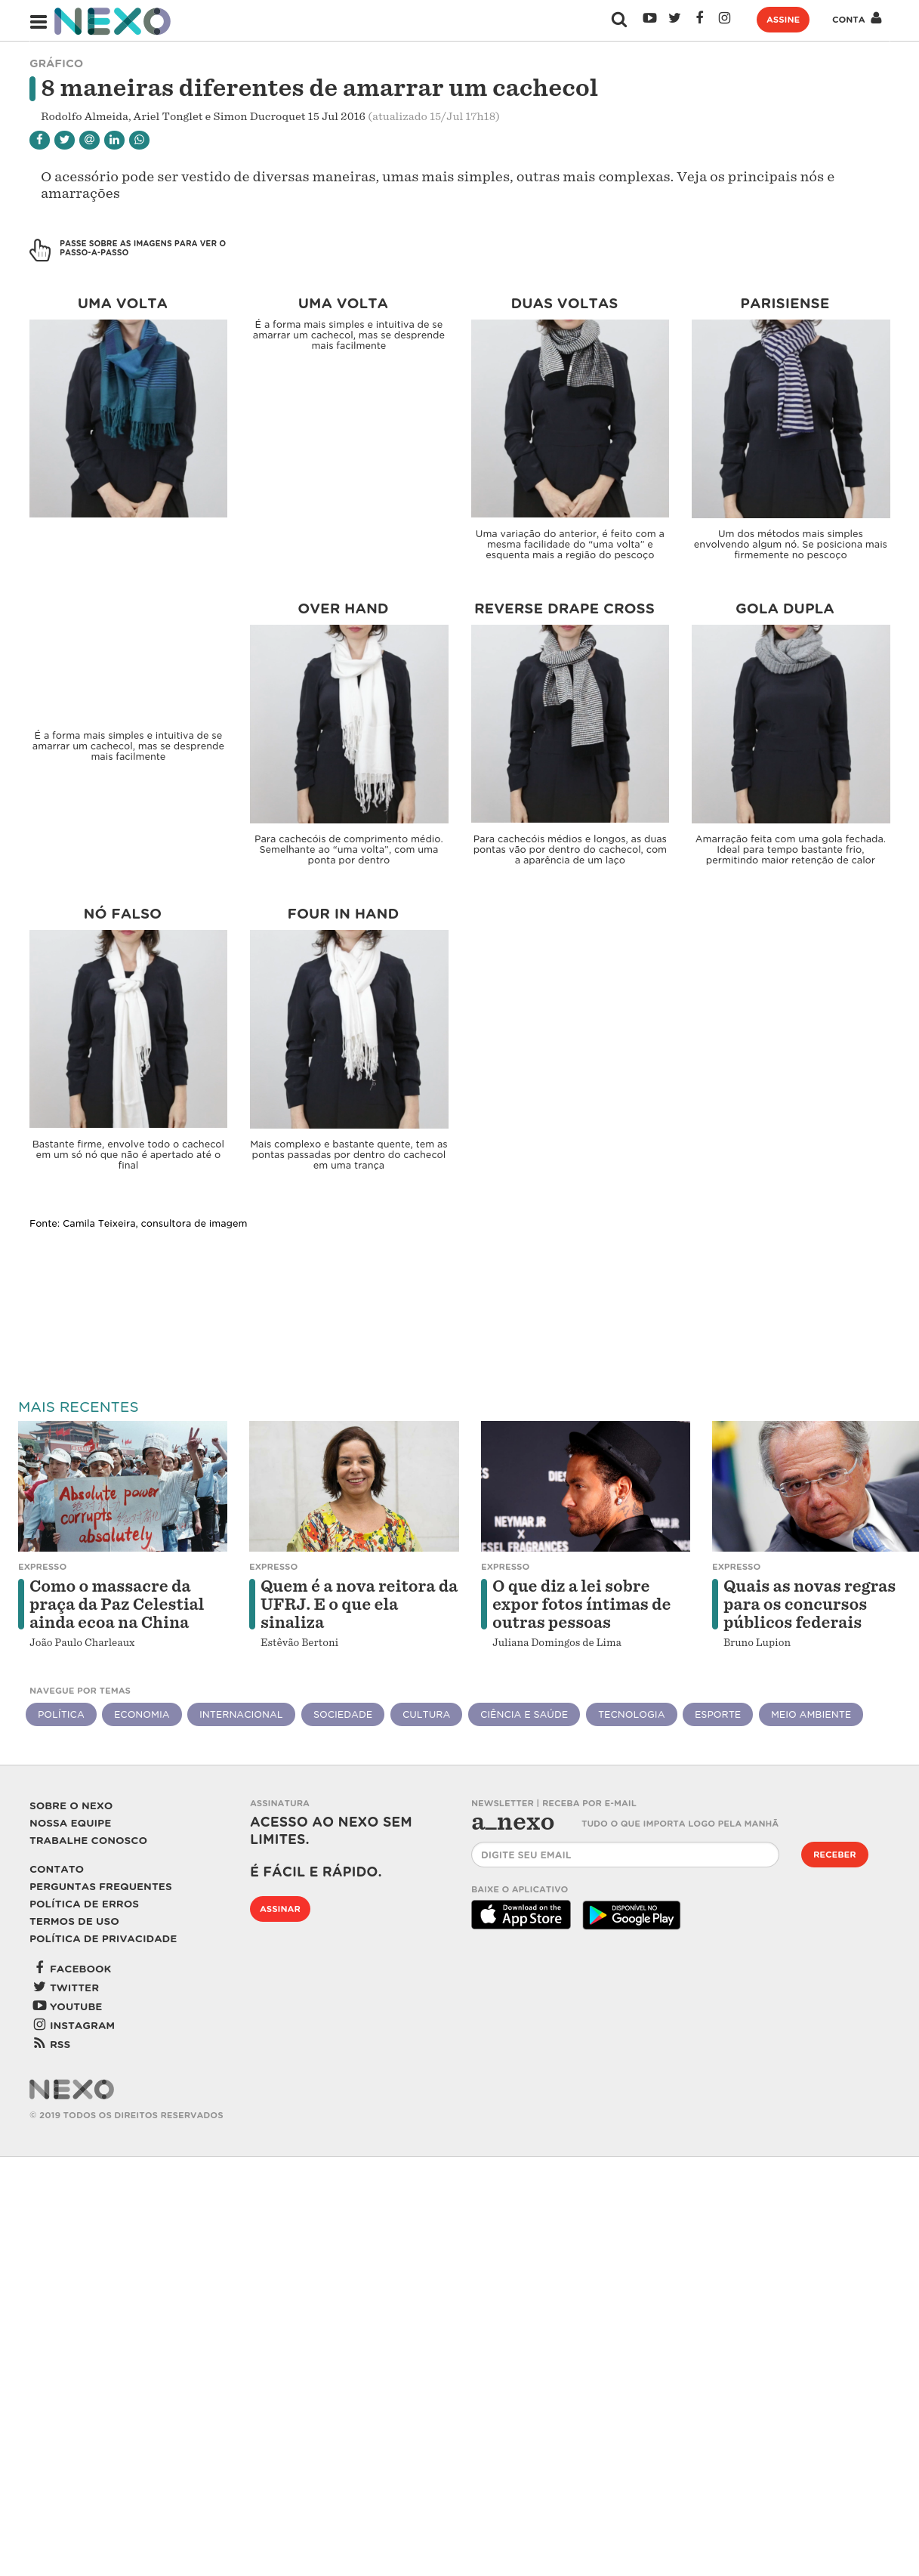 NEXO
ASSINE
CONTA
GRÁFICO
8 maneiras diferentes de amarrar um cachecol
Rodolfo Almeida, Ariel Tonglet e Simon Ducroquet 15 Jul 2016 (atualizado 15/Jul 17h18)
O acessório pode ser vestido de diversas maneiras, umas mais simples, outras mais complexas. Veja os principais nós e
amarrações
PASSE SOBRE AS IMAGENS PARA VER O
PASSO-A-PASSO
UMA VOLTA
UMA VOLTA
É a forma mais simples e intuitiva de se
amarrar um cachecol, mas se desprende
mais facilmente
DUAS VOLTAS
Uma variação do anterior, é feito com a
mesma facilidade do “uma volta” e
esquenta mais a região do pescoço
PARISIENSE
Um dos métodos mais simples
envolvendo algum nó. Se posiciona mais
firmemente no pescoço
É a forma mais simples e intuitiva de se
amarrar um cachecol, mas se desprende
mais facilmente
OVER HAND
Para cachecóis de comprimento médio.
Semelhante ao “uma volta”, com uma
ponta por dentro
REVERSE DRAPE CROSS
Para cachecóis médios e longos, as duas
pontas vão por dentro do cachecol, com
a aparência de um laço
GOLA DUPLA
Amarração feita com uma gola fechada.
Ideal para tempo bastante frio,
permitindo maior retenção de calor
NÓ FALSO
Bastante firme, envolve todo o cachecol
em um só nó que não é apertado até o
final
FOUR IN HAND
Mais complexo e bastante quente, tem as
pontas passadas por dentro do cachecol
em uma trança
Fonte: Camila Teixeira, consultora de imagem
MAIS RECENTES
Absolute power
corrupts
absolutely
EXPRESSO
Como o massacre da
praça da Paz Celestial
ainda ecoa na China
João Paulo Charleaux
EXPRESSO
Quem é a nova reitora da
UFRJ. E o que ela
sinaliza
Estêvão Bertoni
DIES
NEYMAR JR
X
ESEL FRAGRANCES
EXPRESSO
O que diz a lei sobre
expor fotos íntimas de
outras pessoas
Juliana Domingos de Lima
EXPRESSO
Quais as novas regras
para os concursos
públicos federais
Bruno Lupion
NAVEGUE POR TEMAS
POLÍTICA
ECONOMIA
INTERNACIONAL
SOCIEDADE
CULTURA
CIÊNCIA E SAÚDE
TECNOLOGIA
ESPORTE
MEIO AMBIENTE
SOBRE O NEXO
NOSSA EQUIPE
TRABALHE CONOSCO
CONTATO
PERGUNTAS FREQUENTES
POLÍTICA DE ERROS
TERMOS DE USO
POLÍTICA DE PRIVACIDADE
FACEBOOK
TWITTER
YOUTUBE
INSTAGRAM
RSS
NEXO
© 2019 TODOS OS DIREITOS RESERVADOS
ASSINATURA
ACESSO AO NEXO SEM
LIMITES.
É FÁCIL E RÁPIDO.
ASSINAR
NEWSLETTER | RECEBA POR E-MAIL
a_nexo
TUDO O QUE IMPORTA LOGO PELA MANHÃ
DIGITE SEU EMAIL
RECEBER
BAIXE O APLICATIVO
Download on the
App Store
DISPONÍVEL NO
Google Play